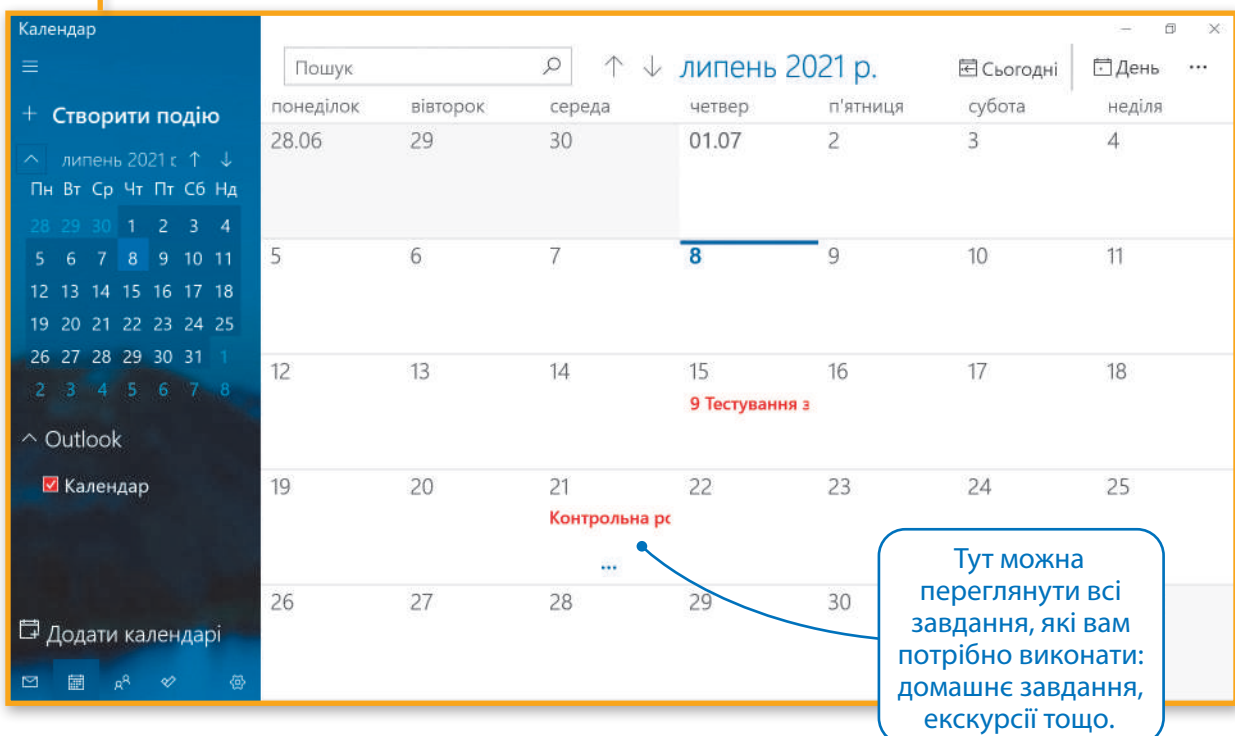 Календар
Пошук
липень 2021 р.
Сьогодні
День
Створити подію
понеділок вівторок середа четвер п'ятниця субота неділя
28.06 29 30 01.07 2 3 4
липень 2021
Пн Вт Ср Чт Пт Сб Нд
28 29 30 1 2 3 4
5 6 7 8 9 10 11
12 13 14 15 16 17 18
19 20 21 22 23 24 25
26 27 28 29 30 31 1
2 3 4 5 6 7 8
5 6 7 8 9 10 11
12 13 14 15 16 17 18
9 Тестування з
Outlook
Календар
19 20 21 22 23 24 25
Контрольна ро
...
26 27 28 29 30
Додати календарі
Тут можна
переглянути всі
завдання, які вам
потрібно виконати:
домашнє завдання,
екскурсії тощо.